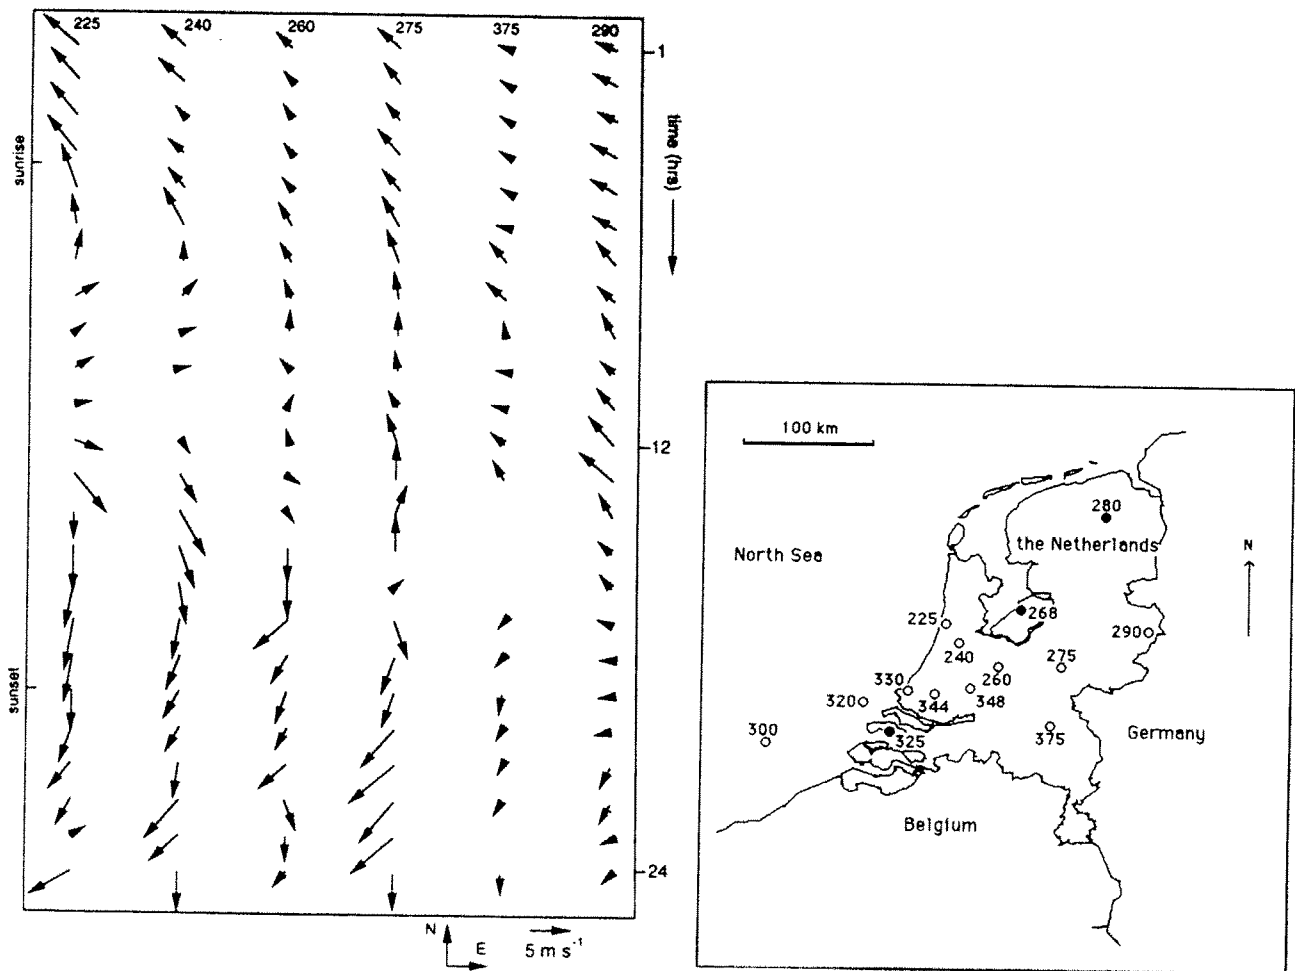 225 240 260 275 375 290
1
sunrise
time (hrs)
12
sunset
24
N
E
5 m s⁻¹
100 km
280
the Netherlands
North Sea
N
225
268
290
240
260
275
330
320
344
348
300
325
375
Germany
Belgium